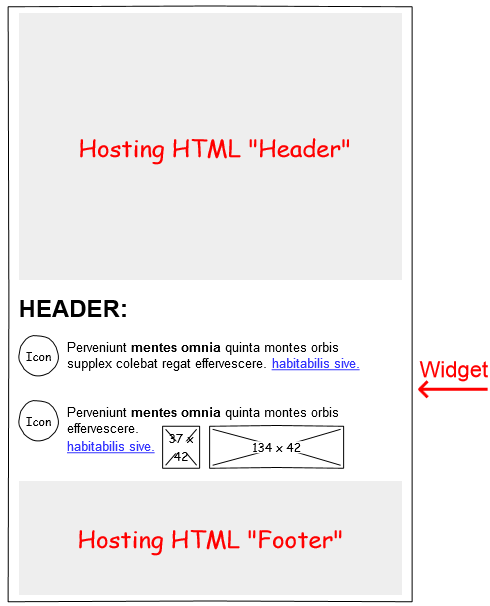 Hosting HTML "Header"
HEADER:
Icon
Perveniunt mentes omnia quinta montes orbis
supplex colebat regat effervescere. habitabilis sive.
Widget
Icon
Perveniunt mentes omnia quinta montes orbis
effervescere.
habitabilis sive.
37 x
42
134 x 42
Hosting HTML "Footer"